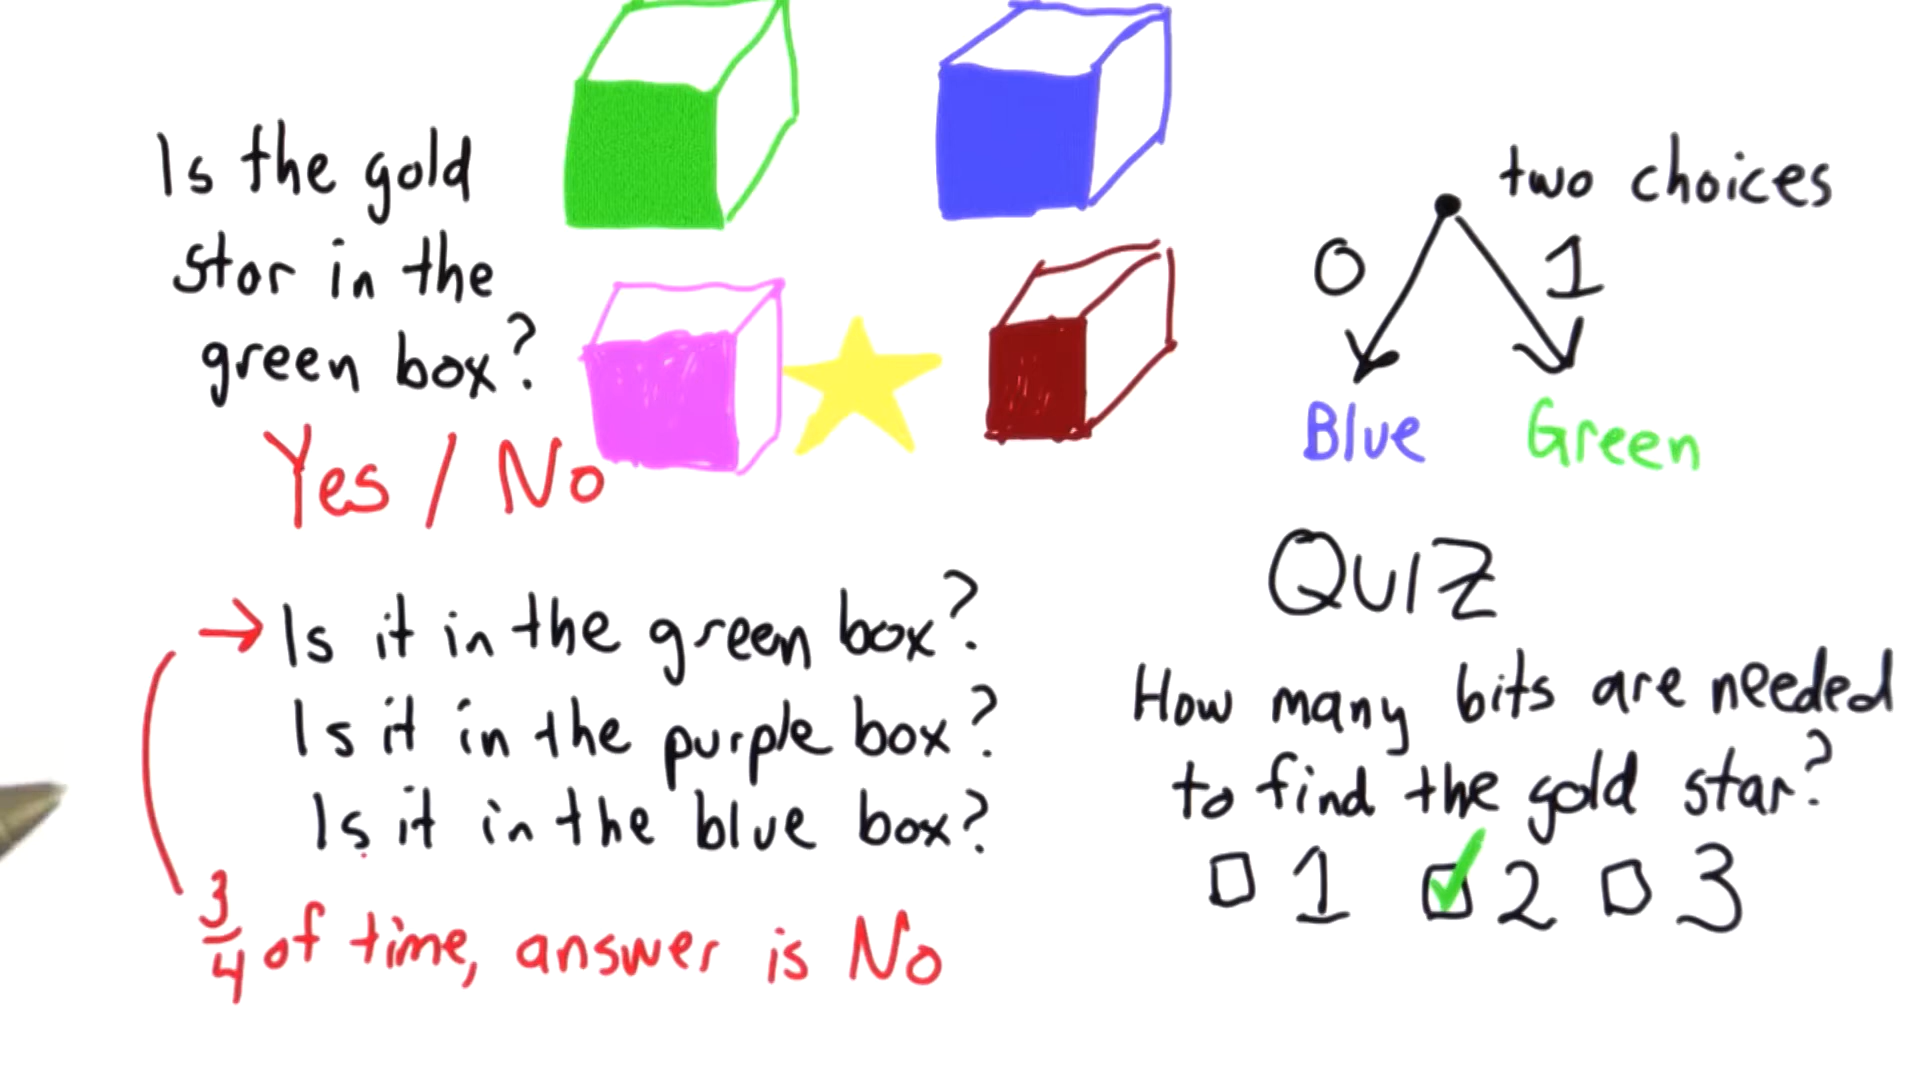 Is the gold
star in the
green box?
Yes / No
two choices
0 1
Blue Green
Is it in the green box?
Is it in the purple box?
Is it in the blue box?
3/4 of time, answer is No
QUIZ
How many bits are needed
to find the gold star?
1 2 3